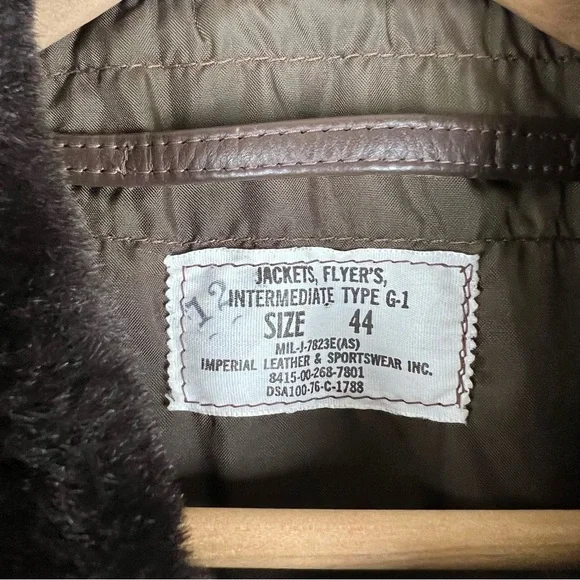 JACKETS, FLYER'S,
INTERMEDIATE TYPE G-1
SIZE 44
MIL-J-7823E(AS)
IMPERIAL LEATHER & SPORTSWEAR INC.
8415-00-268-7801
DSA100-76-C-1788
12